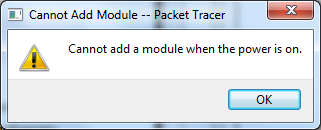 Cannot Add Module -- Packet Tracer
Cannot add a module when the power is on.
OK